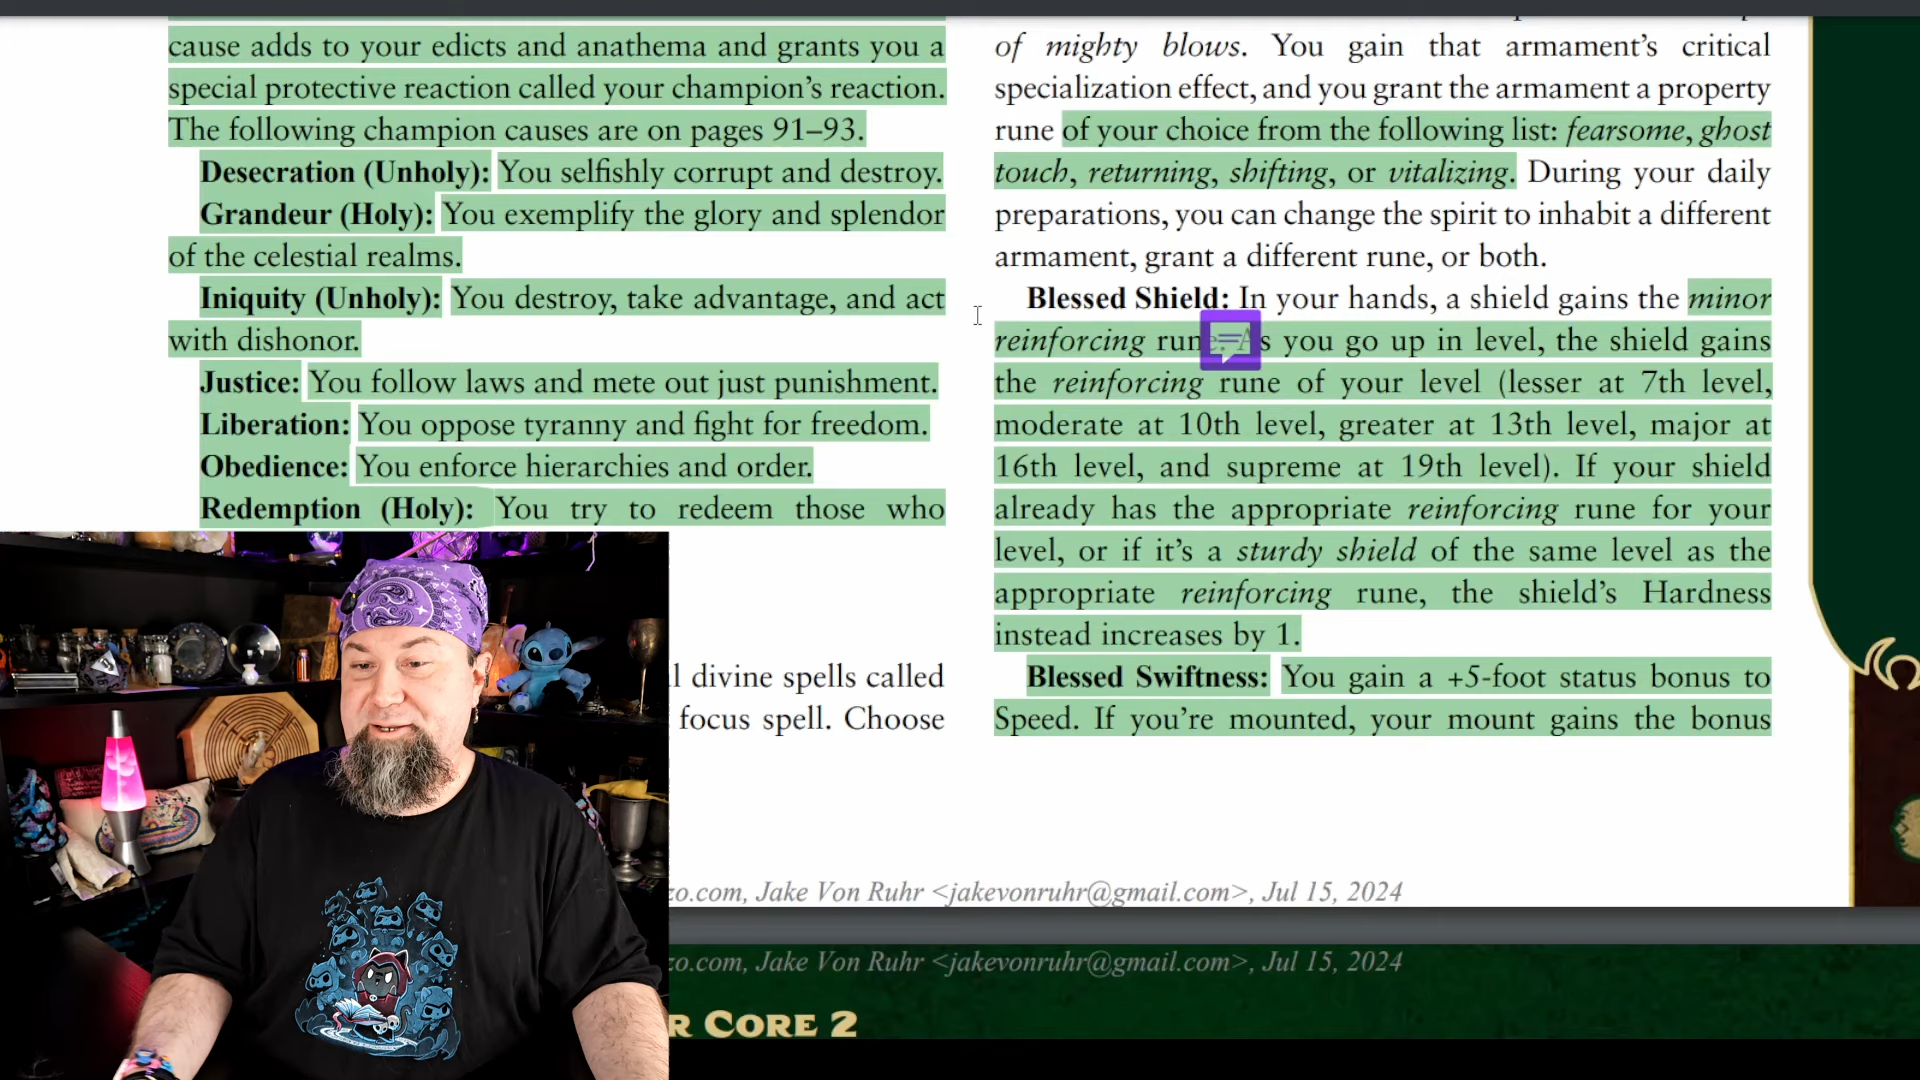 cause adds to your edicts and anathema and grants you a
special protective reaction called your champion's reaction.
The following champion causes are on pages 91–93.
Desecration (Unholy): You selfishly corrupt and destroy.
Grandeur (Holy): You exemplify the glory and splendor
of the celestial realms.
Iniquity (Unholy): You destroy, take advantage, and act
with dishonor.
Justice: You follow laws and mete out just punishment.
Liberation: You oppose tyranny and fight for freedom.
Obedience: You enforce hierarchies and order.
Redemption (Holy): You try to redeem those who
divine spells called
focus spell. Choose
of mighty blows. You gain that armament's critical
specialization effect, and you grant the armament a property
rune of your choice from the following list: fearsome, ghost
touch, returning, shifting, or vitalizing. During your daily
preparations, you can change the spirit to inhabit a different
armament, grant a different rune, or both.
Blessed Shield: In your hands, a shield gains the minor
reinforcing rune. As you go up in level, the shield gains
the reinforcing rune of your level (lesser at 7th level,
moderate at 10th level, greater at 13th level, major at
16th level, and supreme at 19th level). If your shield
already has the appropriate reinforcing rune for your
level, or if it's a sturdy shield of the same level as the
appropriate reinforcing rune, the shield's Hardness
instead increases by 1.
Blessed Swiftness: You gain a +5-foot status bonus to
Speed. If you're mounted, your mount gains the bonus
zo.com, Jake Von Ruhr <jakevonruhr@gmail.com>, Jul 15, 2024
zo.com, Jake Von Ruhr <jakevonruhr@gmail.com>, Jul 15, 2024
R CORE 2